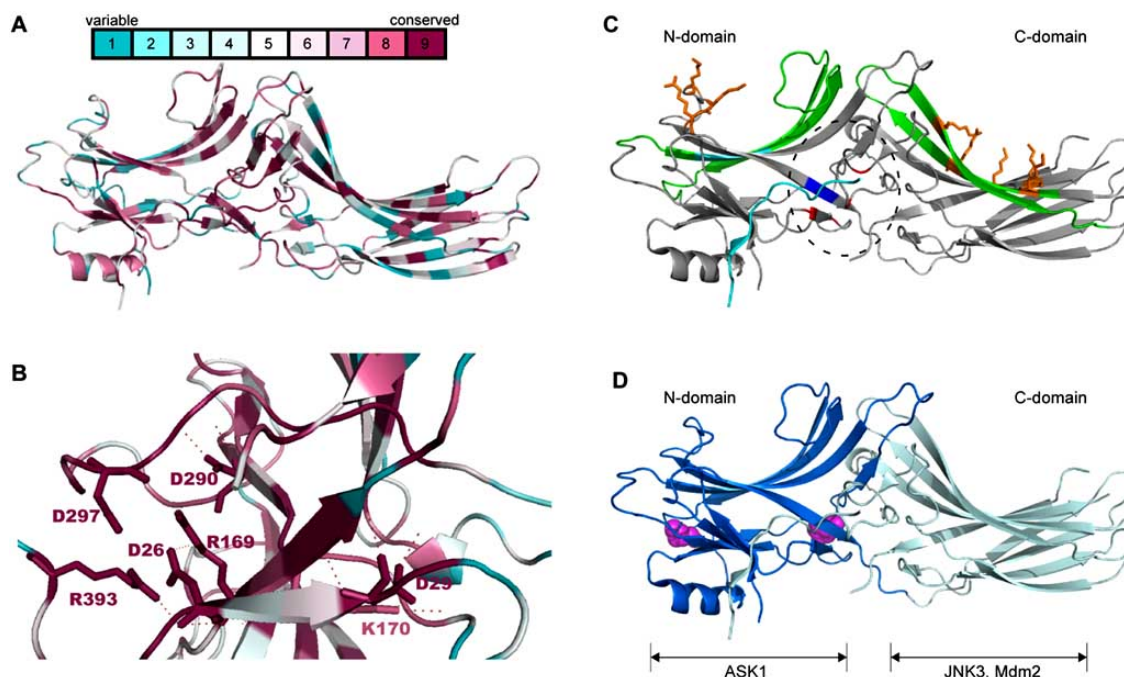 A
variable conserved
1 2 3 4 5 6 7 8 9
B
D290
D297
D26 R169
R393
D29
K170
C
N-domain C-domain
D
N-domain C-domain
ASK1 JNK3, Mdm2